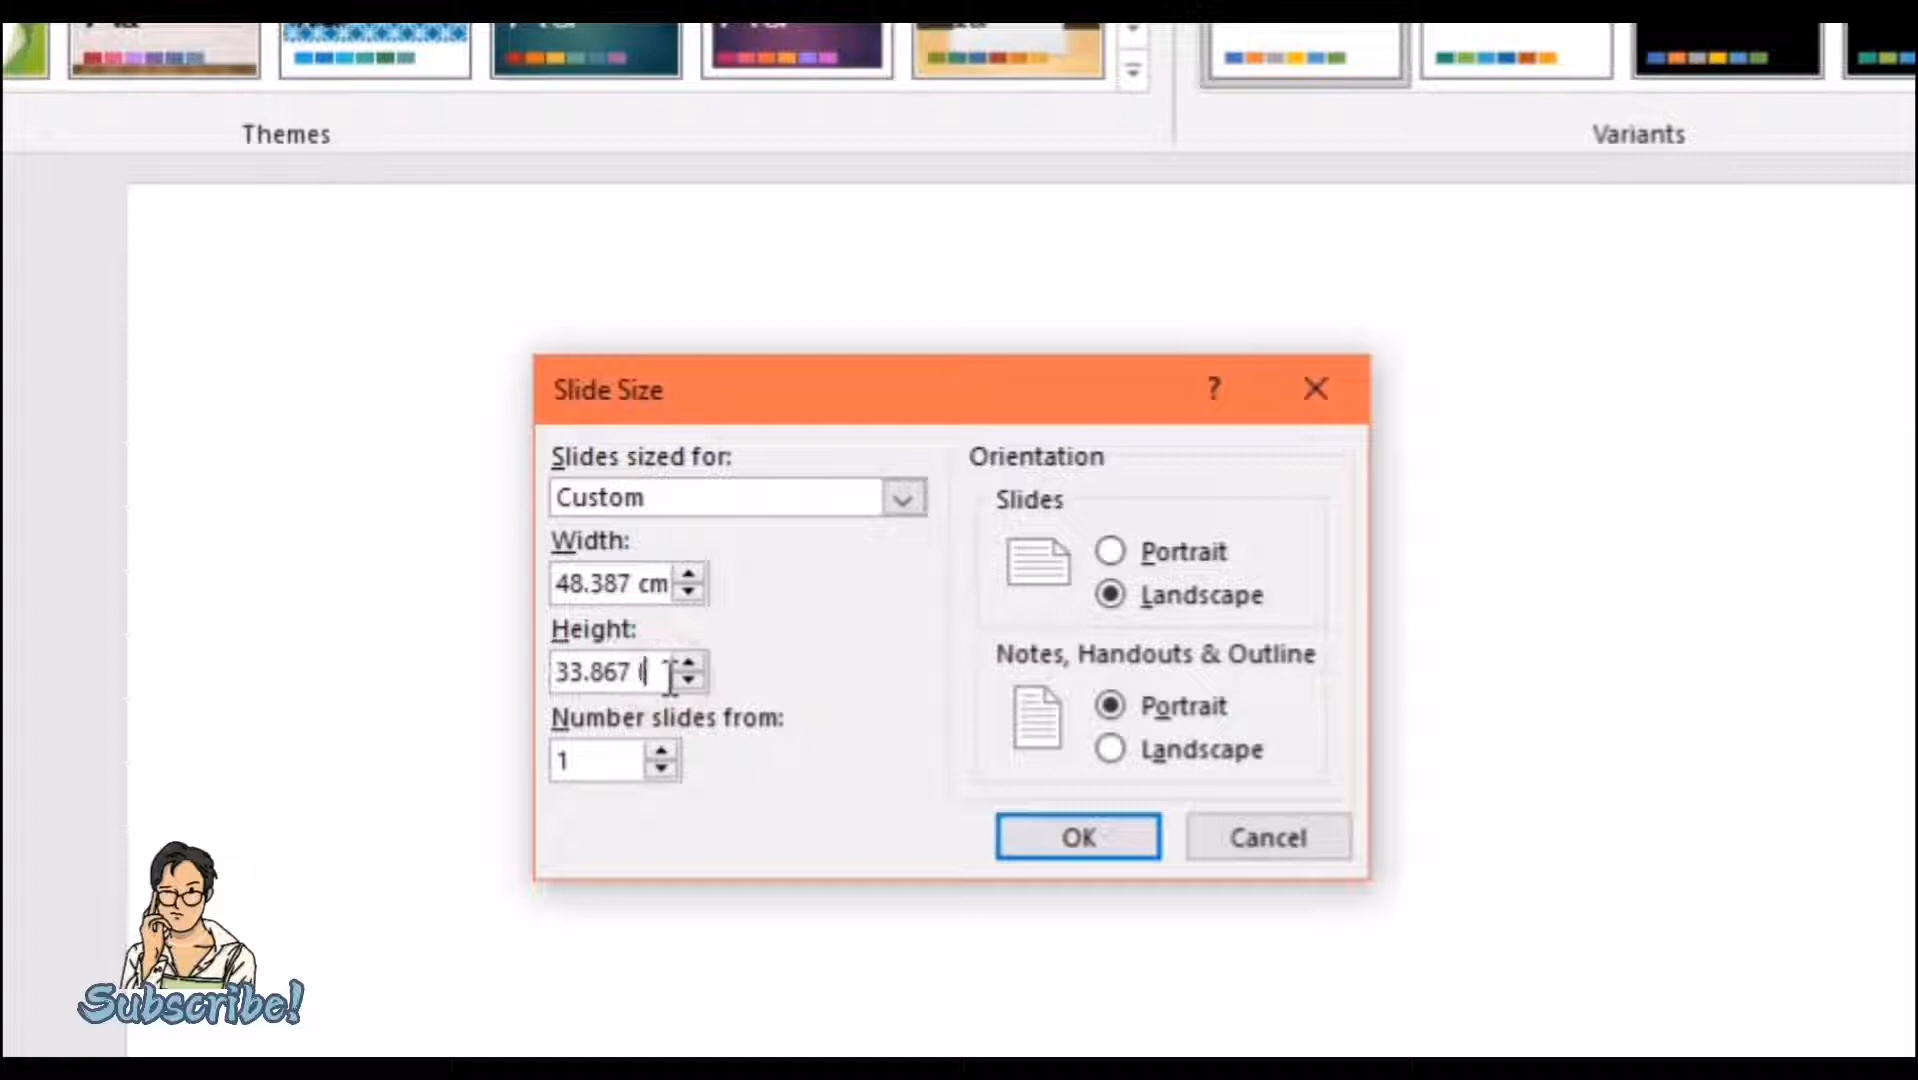 Themes
Variants
Slide Size
?
Slides sized for:
Custom
Width:
48.387 cm
Height:
33.867
Number slides from:
1
Orientation
Slides
Portrait
Landscape
Notes, Handouts & Outline
Portrait
Landscape
OK
Cancel
Subscribe!